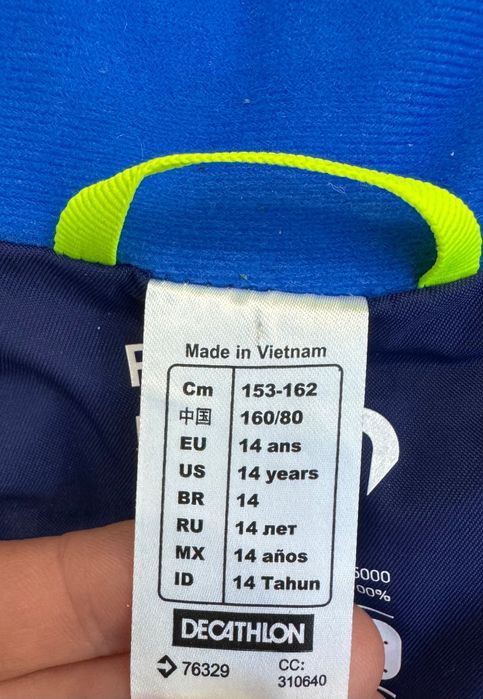 Made in Vietnam
Cm 153-162
中国 160/80
EU 14 ans
US 14 years
BR 14
RU 14 лет
MX 14 años
ID 14 Tahun
DECATHLON
76329 CC: 310640